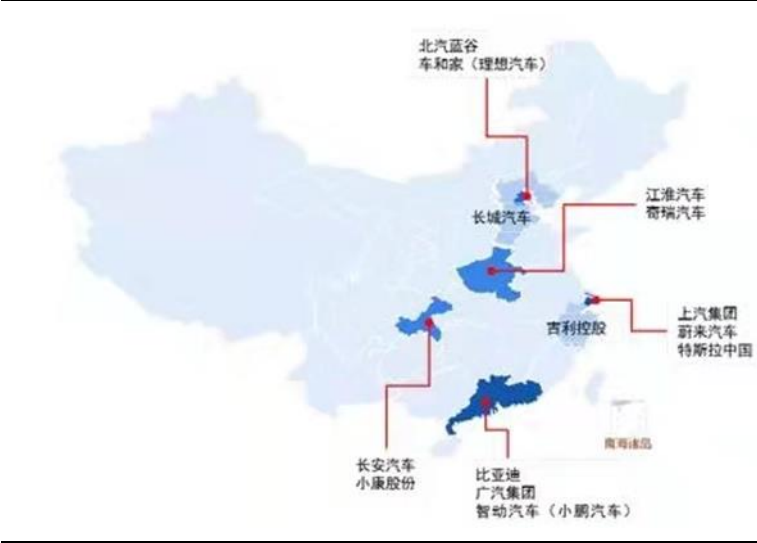 北汽蓝谷
车和家（理想汽车）
江淮汽车
奇瑞汽车
长城汽车
上汽集团
蔚来汽车
特斯拉中国
吉利控股
长安汽车
小康股份
比亚迪
广汽集团
智动汽车（小鹏汽车）
南海诸岛